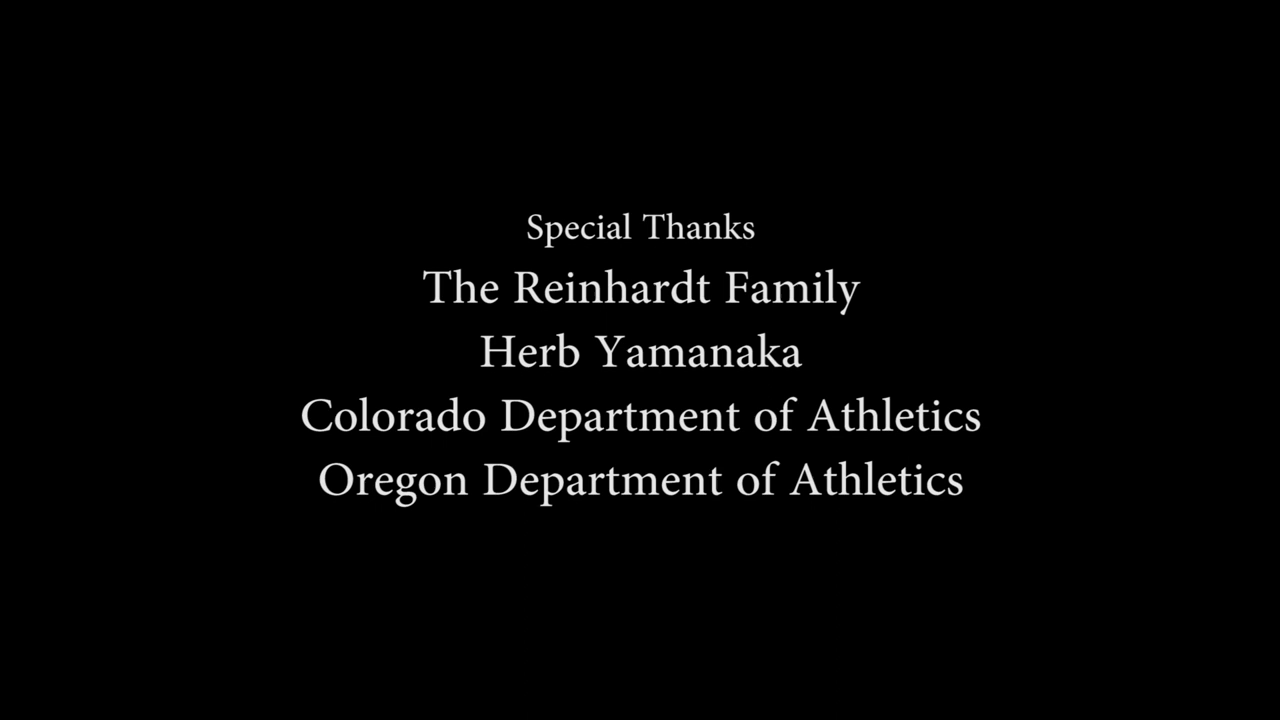 Special Thanks
The Reinhardt Family
Herb Yamanaka
Colorado Department of Athletics
Oregon Department of Athletics